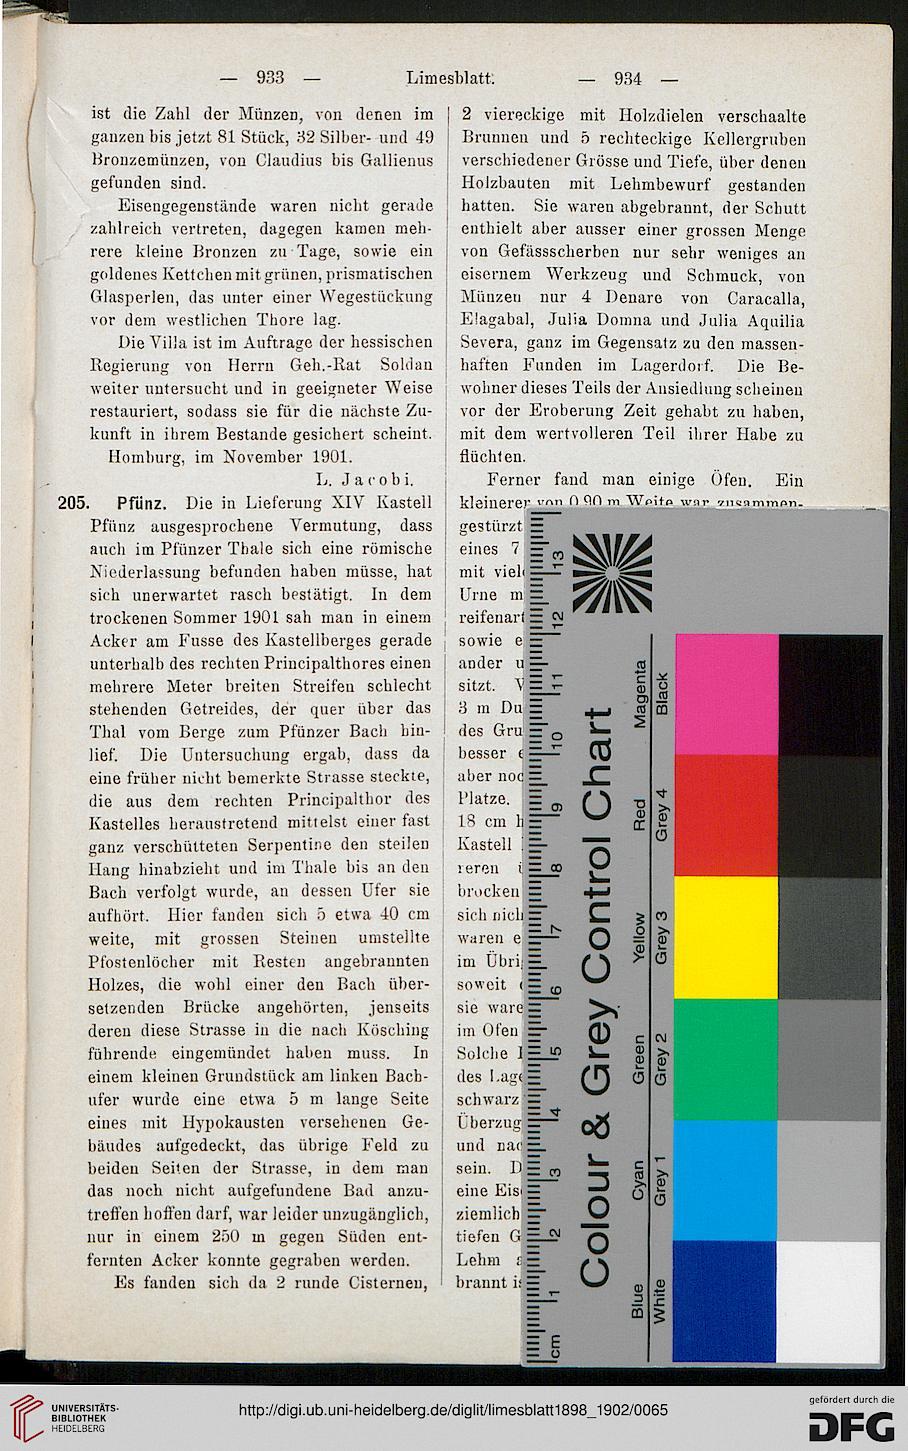 — 933 —
Limesblatt.
— 934 —
ist die Zahl der Münzen, von denen im
ganzen bis jetzt 81 Stück, 32 Silber- und 49
Bronzemünzen, von Claudius bis Gallienus
gefunden sind.
Eisengegenstände waren nicht gerade
zahlreich vertreten, dagegen kamen meh-
rere kleine Bronzen zu Tage, sowie ein
goldenes Kettchen mit grünen, prismatischen
Glasperlen, das unter einer Wegestückung
vor dem westlichen Thore lag.
Die Villa ist im Auftrage der hessischen
Regierung von Herrn Geh.-Rat Soldan
weiter untersucht und in geeigneter Weise
restauriert, sodass sie für die nächste Zu-
kunft in ihrem Bestande gesichert scheint.
Homburg, im November 1901.
L. Jacobi.
205. Pfünz. Die in Lieferung XIV Kastell
Pfünz ausgesprochene Vermutung, dass
auch im Pfünzer Thale sich eine römische
Niederlassung befunden haben müsse, hat
sich unerwartet rasch bestätigt. In dem
trockenen Sommer 1901 sah man in einem
Acker am Fusse des Kastellberges gerade
unterhalb des rechten Principalthores einen
mehrere Meter breiten Streifen schlecht
stehenden Getreides, der quer über das
Thal vom Berge zum Pfünzer Bach hin-
lief. Die Untersuchung ergab, dass da
eine früher nicht bemerkte Strasse steckte,
die aus dem rechten Principalthor des
Kastelles heraustretend mittelst einer fast
ganz verschütteten Serpentine den steilen
Hang hinabzieht und im Thale bis an den
Bach verfolgt wurde, an dessen Ufer sie
aufhört. Hier fanden sich 5 etwa 40 cm
weite, mit grossen Steinen umstellte
Pfostenlöcher mit Resten angebrannten
Holzes, die wohl einer den Bach über-
setzenden Brücke angehörten, jenseits
deren diese Strasse in die nach Kösching
führende eingemündet haben muss. In
einem kleinen Grundstück am linken Bach-
ufer wurde eine etwa 5 m lange Seite
eines mit Hypokausten versehenen Ge-
bäudes aufgedeckt, das übrige Feld zu
beiden Seiten der Strasse, in dem man
das noch nicht aufgefundene Bad anzu-
treffen hoffen darf, war leider unzugänglich,
nur in einem 250 m gegen Süden ent-
fernten Acker konnte gegraben werden.
Es fanden sich da 2 runde Cisternen,
2 viereckige mit Holzdielen verschaalte
Brunnen und 5 rechteckige Kellergruben
verschiedener Grösse und Tiefe, über denen
Holzbauten mit Lehmbewurf gestanden
hatten. Sie waren abgebrannt, der Schutt
enthielt aber ausser einer grossen Menge
von Gefässscherben nur sehr weniges an
eisernem Werkzeug und Schmuck, von
Münzen nur 4 Denare von Caracalla,
Elagabal, Julia Domna und Julia Aquilia
Severa, ganz im Gegensatz zu den massen-
haften Funden im Lagerdorf. Die Be-
wohner dieses Teils der Ansiedlung scheinen
vor der Eroberung Zeit gehabt zu haben,
mit dem wertvolleren Teil ihrer Habe zu
flüchten.
Ferner fand man einige Öfen. Ein
kleinerer von 0,90 m Weite war zusammen-
gestürzt
eines 7
mit
Urne
sowie
ander
sitzt.
3 m
des
besser
aber
Platze.
18 cm
Kastell
brocken
sich
waren
im
soweit
sie
im Ofen
Solche
des
schwarz
Überzug
und
sein.
eine
ziemlich
tiefen
Lehm
brannt
cm 1 2 3 4 5 6 7 8 9 10 11 12 13
Colour & Grey Control Chart
Blue Cyan Green Yellow Red Magenta
White Grey 1 Grey 2 Grey 3 Grey 4 Black
UNIVERSITÄTS-
BIBLIOTHEK
HEIDELBERG
http://digi.ub.uni-heidelberg.de/diglit/limesblatt1898_1902/0065
gefördert durch die
DFG